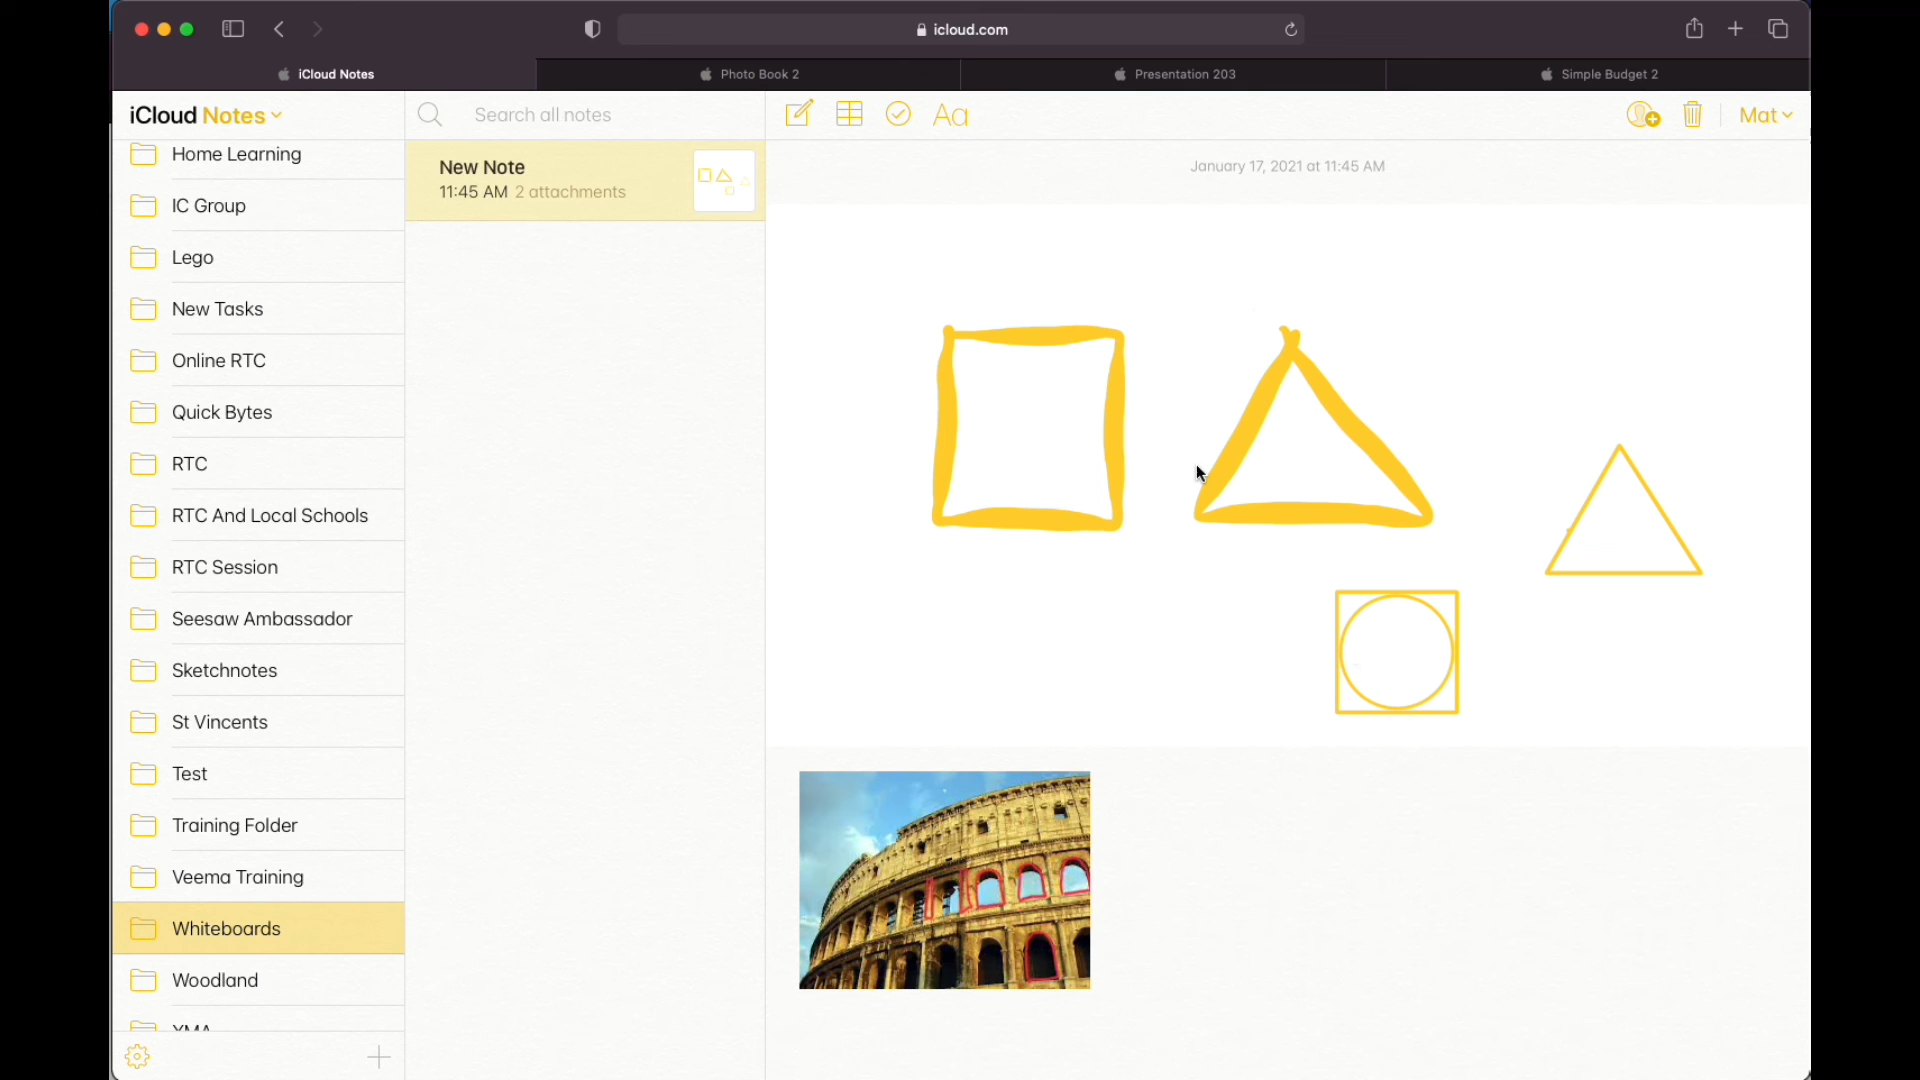 icloud.com
iCloud Notes
Photo Book 2
Presentation 203
Simple Budget 2
iCloud Notes
Search all notes
Aa
Mat
Home Learning
IC Group
Lego
New Tasks
Online RTC
Quick Bytes
RTC
RTC And Local Schools
RTC Session
Seesaw Ambassador
Sketchnotes
St Vincents
Test
Training Folder
Veema Training
Whiteboards
Woodland
XMA
New Note
11:45 AM 2 attachments
January 17, 2021 at 11:45 AM